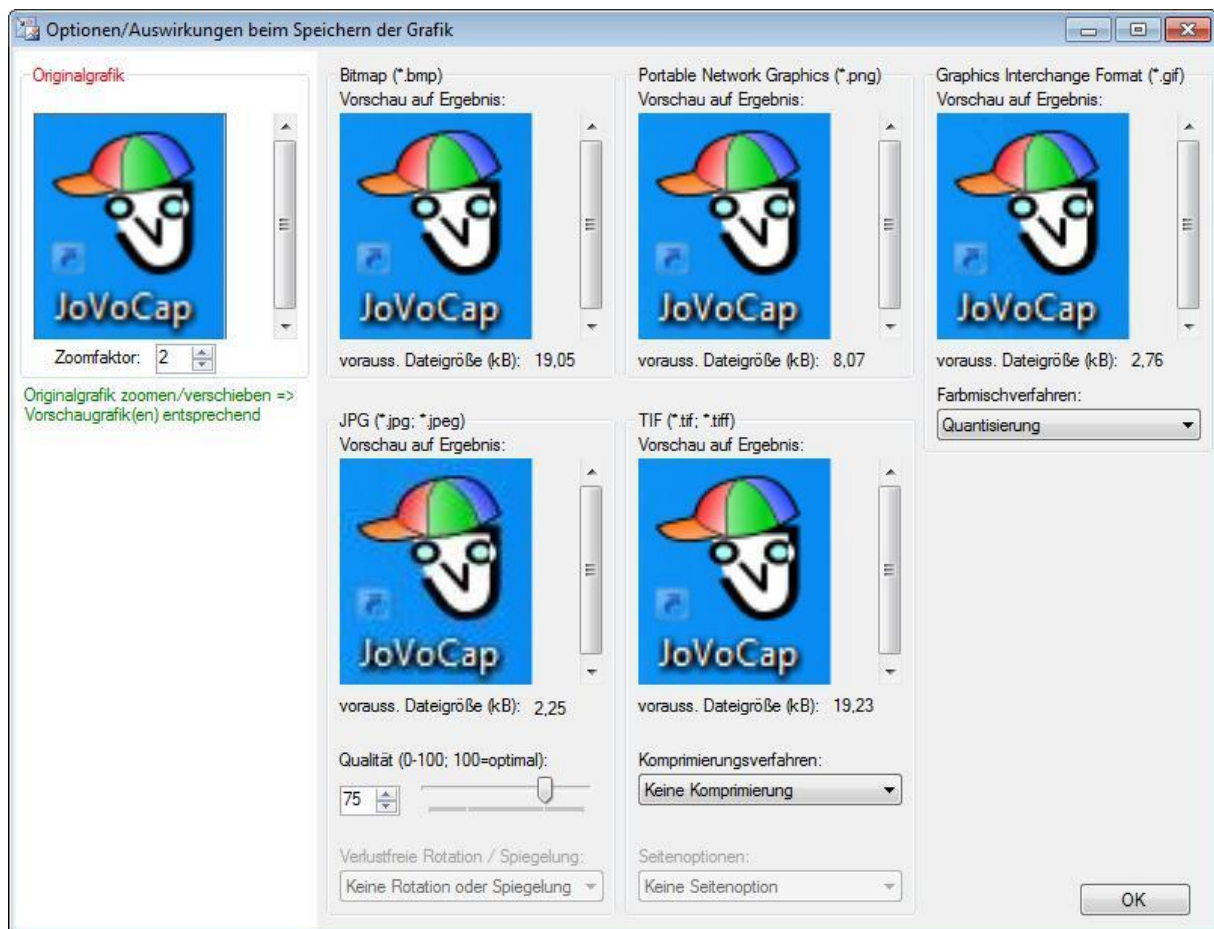 Optionen/Auswirkungen beim Speichern der Grafik
Originalgrafik
JoVoCap
Zoomfaktor: 2
Originalgrafik zoomen/verschieben =>
Vorschaugrafik(en) entsprechend
Bitmap (*.bmp)
Vorschau auf Ergebnis:
JoVoCap
vorauss. Dateigröße (kB): 19,05
Portable Network Graphics (*.png)
Vorschau auf Ergebnis:
JoVoCap
vorauss. Dateigröße (kB): 8,07
Graphics Interchange Format (*.gif)
Vorschau auf Ergebnis:
JoVoCap
vorauss. Dateigröße (kB): 2,76
Farbmischverfahren:
Quantisierung
JPG (*.jpg; *.jpeg)
Vorschau auf Ergebnis:
JoVoCap
vorauss. Dateigröße (kB): 2,25
Qualität (0-100; 100=optimal):
75
Verlustfreie Rotation / Spiegelung:
Keine Rotation oder Spiegelung
TIF (*.tif; *.tiff)
Vorschau auf Ergebnis:
JoVoCap
vorauss. Dateigröße (kB): 19,23
Komprimierungsverfahren:
Keine Komprimierung
Seitenoptionen:
Keine Seitenoption
OK